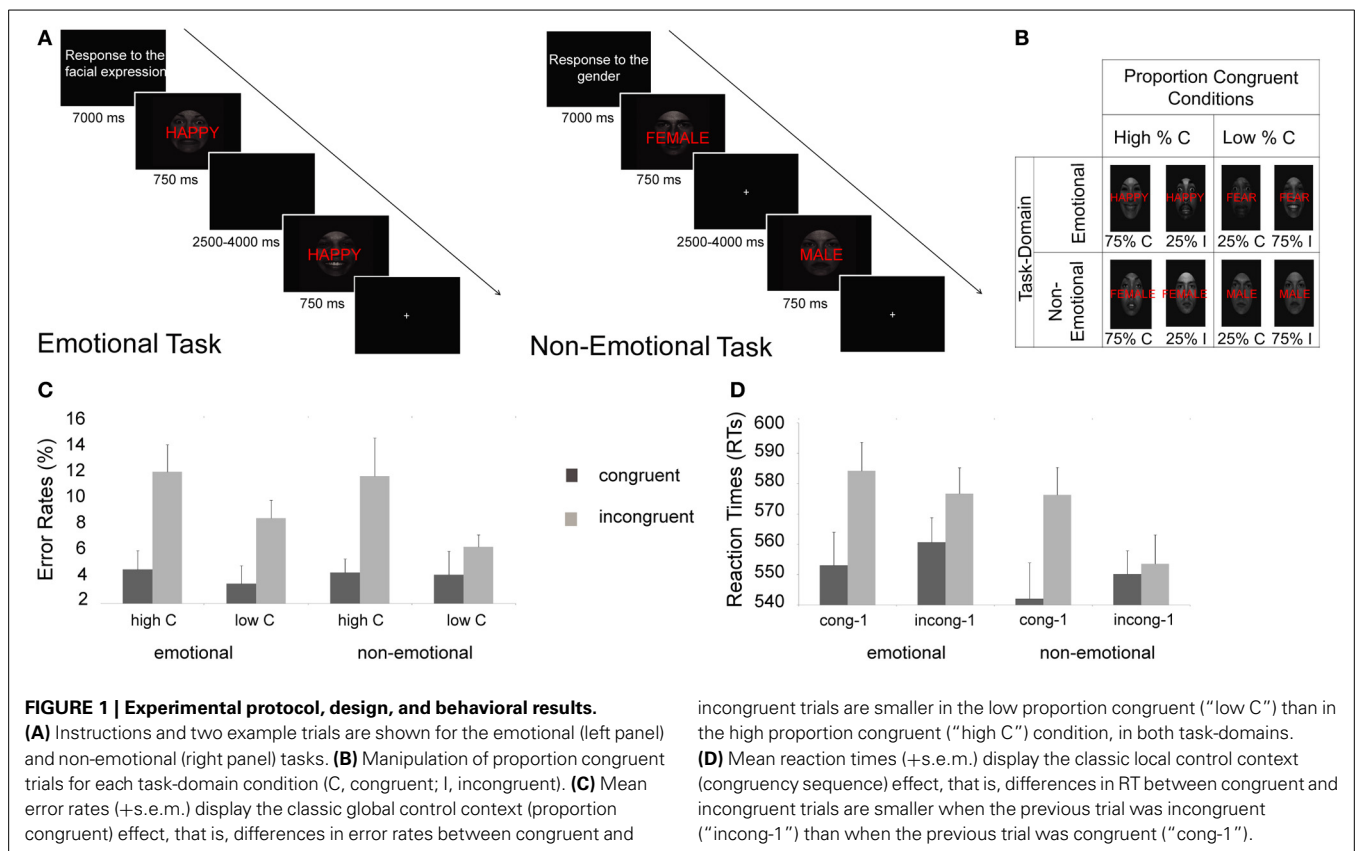 A
Response to the
facial expression
7000 ms
HAPPY
750 ms
2500-4000 ms
HAPPY
750 ms
Emotional Task
Response to the
gender
7000 ms
FEMALE
750 ms
2500-4000 ms
MALE
750 ms
Non-Emotional Task
B
Proportion Congruent
Conditions
High % C Low % C
Task-Domain
Emotional
HAPPY HAPPY FEAR FEAR
75% C 25% I 25% C 75% I
Non-
Emotional
FEMALE FEMALE MALE MALE
75% C 25% I 25% C 75% I
C
Error Rates (%)
16
14
12
10
8
6
4
2
high C low C high C low C
emotional non-emotional
congruent
incongruent
D
Reaction Times (RTs)
600
590
580
570
560
550
540
cong-1 incong-1 cong-1 incong-1
emotional non-emotional
FIGURE 1 | Experimental protocol, design, and behavioral results.
(A) Instructions and two example trials are shown for the emotional (left panel)
and non-emotional (right panel) tasks. (B) Manipulation of proportion congruent
trials for each task-domain condition (C, congruent; I, incongruent). (C) Mean
error rates (+s.e.m.) display the classic global control context (proportion
congruent) effect, that is, differences in error rates between congruent and
incongruent trials are smaller in the low proportion congruent (“low C”) than in
the high proportion congruent (“high C”) condition, in both task-domains.
(D) Mean reaction times (+s.e.m.) display the classic local control context
(congruency sequence) effect, that is, differences in RT between congruent and
incongruent trials are smaller when the previous trial was incongruent
(“incong-1”) than when the previous trial was congruent (“cong-1”).